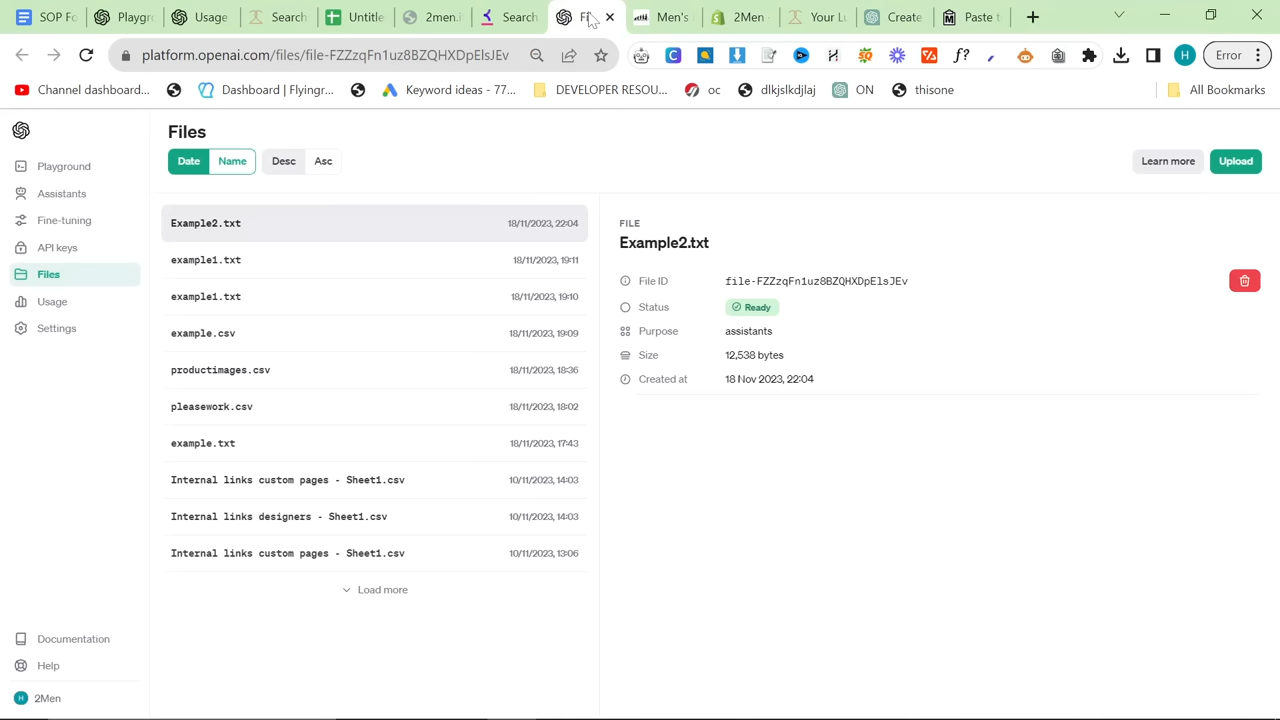 SOP Fo
Playgr
Usage
Search
Untitle
2menu
Search
Fi
Men's
2Men
Your L
Create
Paste t
platform.openai.com/files/file-FZZzqFn1uz8BZQHXDpElsJEv
Error
Channel dashboard...
Dashboard | Flyingr...
Keyword Ideas - 77...
DEVELOPER RESOU...
oc
dlkjslkdjlaj
ON
thisone
All Bookmarks
Files
Date
Name
Desc
Asc
Learn more
Upload
Playground
Assistants
Fine-tuning
API keys
Files
Usage
Settings
Documentation
Help
H 2Men
Example2.txt 18/11/2023, 22:04
example1.txt 18/11/2023, 19:11
example1.txt 18/11/2023, 19:10
example.csv 18/11/2023, 19:09
productimages.csv 18/11/2023, 18:36
pleasework.csv 18/11/2023, 18:02
example.txt 18/11/2023, 17:43
Internal links custom pages - Sheet1.csv 10/11/2023, 14:03
Internal links designers - Sheet1.csv 10/11/2023, 14:03
Internal links custom pages - Sheet1.csv 10/11/2023, 13:06
Load more
FILE
Example2.txt
File ID file-FZZzqFn1uz8BZQHXDpElsJEv
Status Ready
Purpose assistants
Size 12,538 bytes
Created at 18 Nov 2023, 22:04